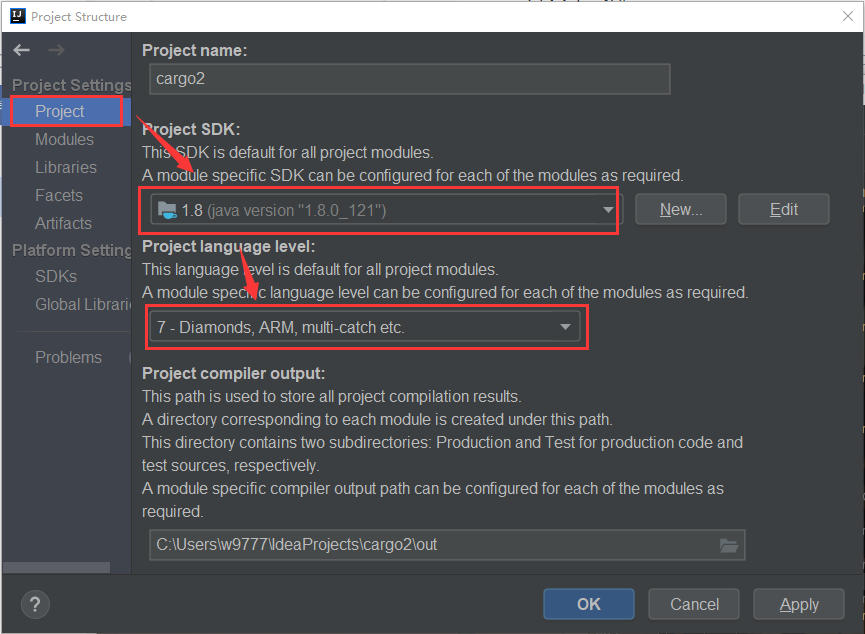 Project Structure
Project Settings
Project
Modules
Libraries
Facets
Artifacts
Platform Setting
SDKs
Global Librari
Problems
Project name:
cargo2
Project SDK:
This SDK is default for all project modules.
A module specific SDK can be configured for each of the modules as required.
1.8 (java version "1.8.0_121")
New...
Edit
Project language level:
This language level is default for all project modules.
A module specific language level can be configured for each of the modules as required.
7 - Diamonds, ARM, multi-catch etc.
Project compiler output:
This path is used to store all project compilation results.
A directory corresponding to each module is created under this path.
This directory contains two subdirectories: Production and Test for production code and
test sources, respectively.
A module specific compiler output path can be configured for each of the modules as
required.
C:\Users\w9777\IdeaProjects\cargo2\out
?
OK
Cancel
Apply